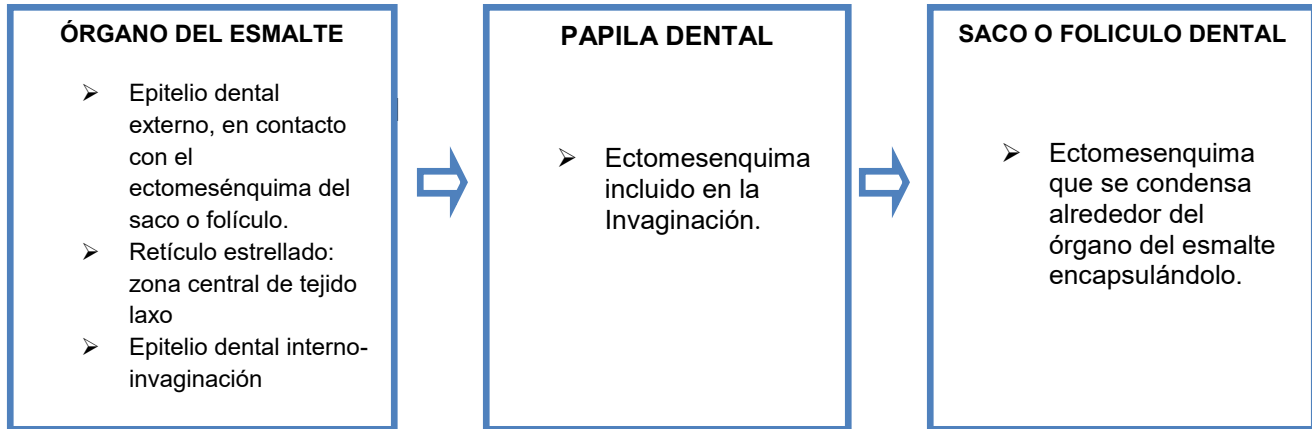 ÓRGANO DEL ESMALTE
➢ Epitelio dental
externo, en contacto
con el
ectomesénquima del
saco o folículo.
➢ Retículo estrellado:
zona central de tejido
laxo
➢ Epitelio dental interno-
invaginación
PAPILA DENTAL
➢ Ectomesenquima
incluido en la
Invaginación.
SACO O FOLICULO DENTAL
➢ Ectomesenquima
que se condensa
alrededor del
órgano del esmalte
encapsulándolo.